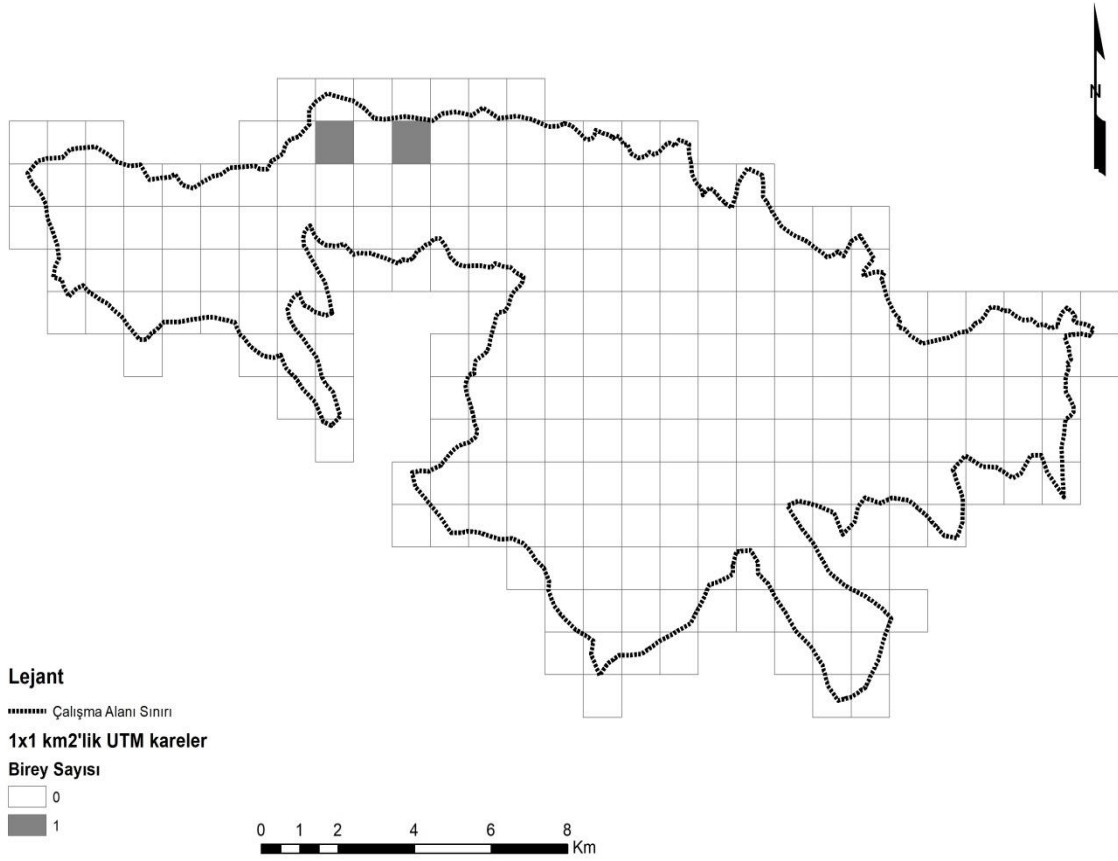 N
Lejant
Çalışma Alanı Sınırı
1x1 km2'lik UTM kareler
Birey Sayısı
0
1
0 1 2 4 6 8
Km